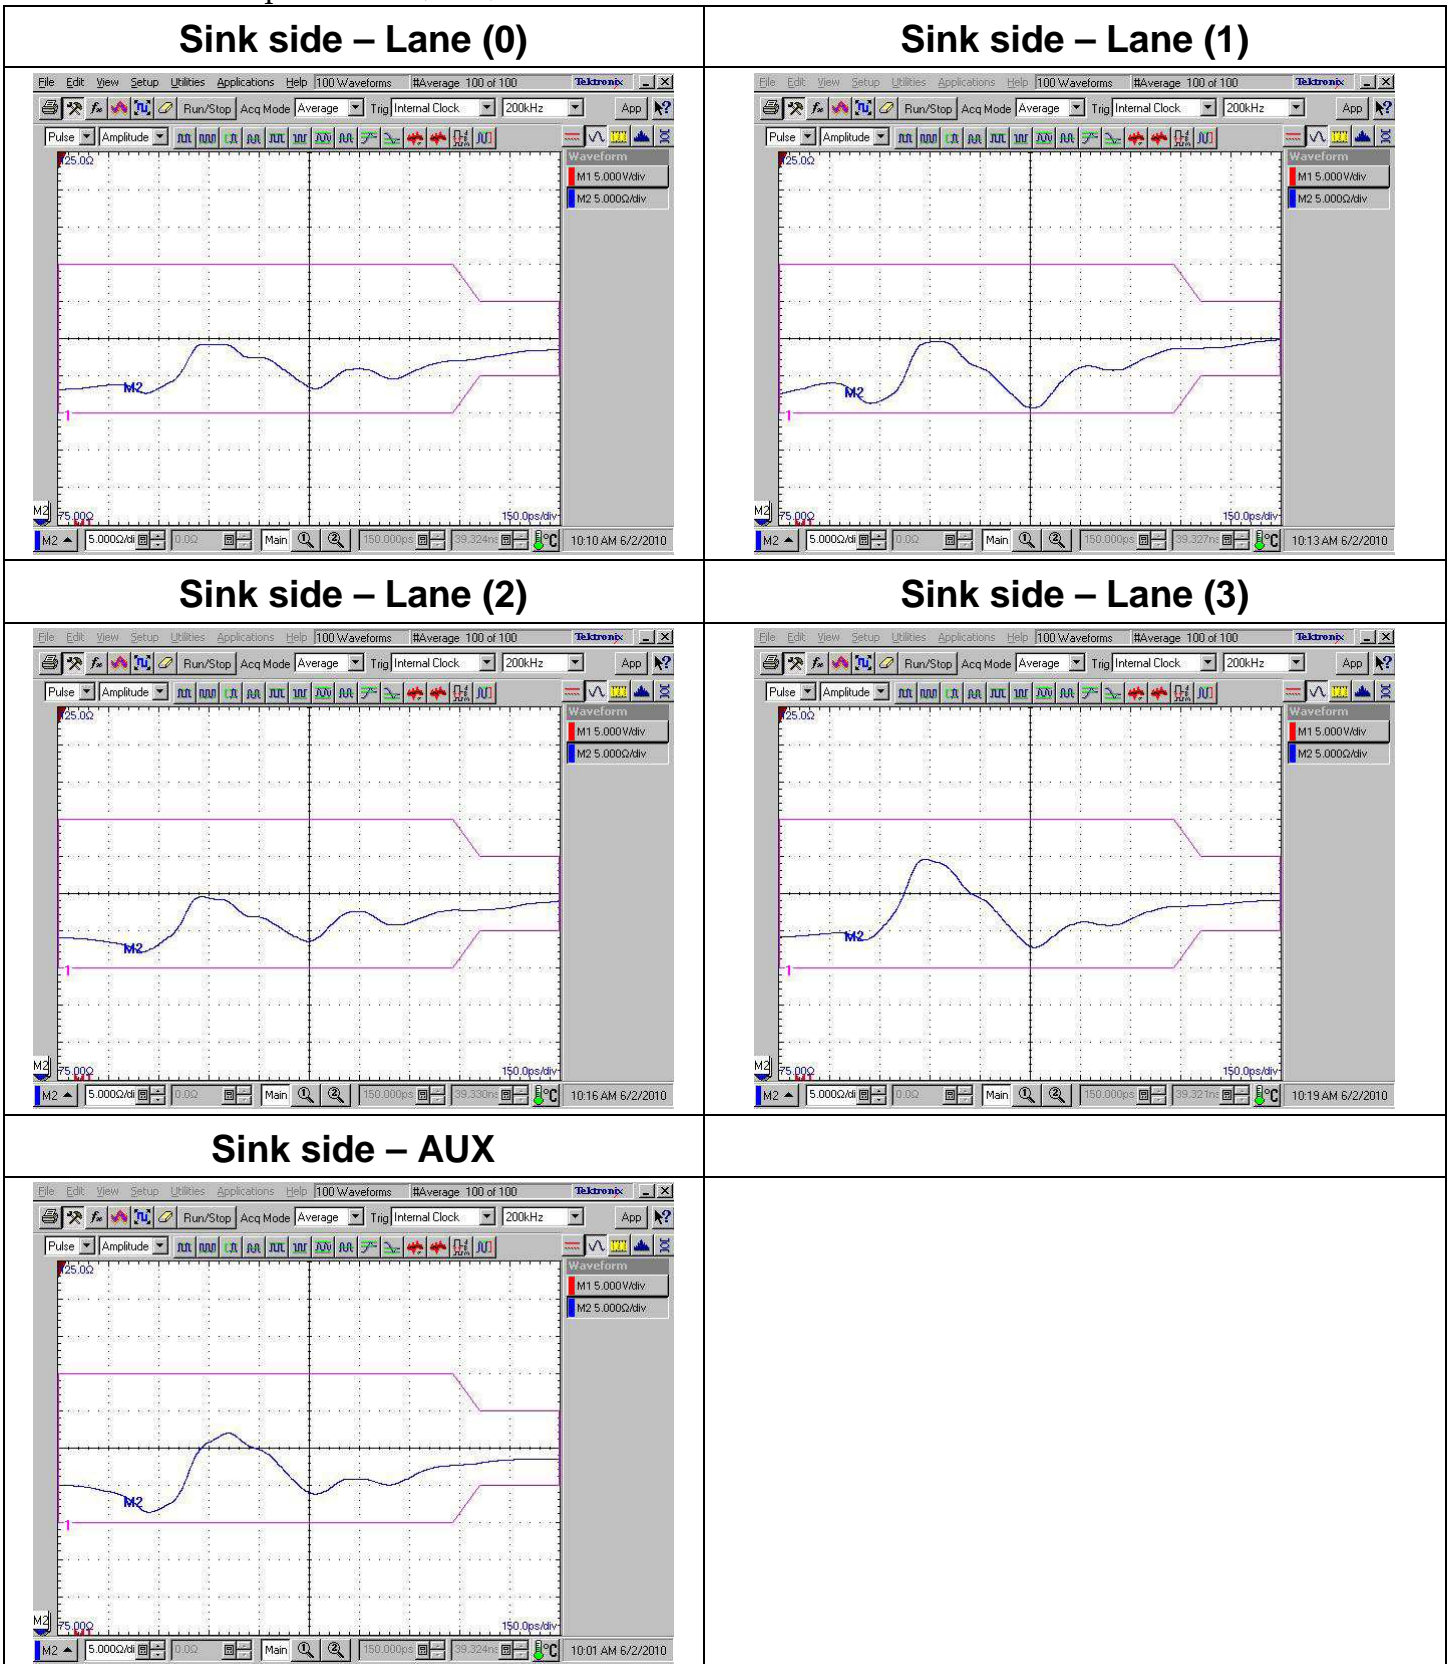 Sink side – Lane (0)
Sink side – Lane (1)
File Edit View Setup Utilities Applications Help 100 Waveforms #Average 100 of 100 Tektronix
Run/Stop Acq Mode Average Trig Internal Clock 200kHz App
Pulse Amplitude
125.0Ω
Waveform
M1 5.000V/div
M2 5.000Ω/div
M2
1
M2
75.00Ω
150.0ps/div
M2 5.000Ω/di 0.0Ω Main 150.000ps 39.324ns °C 10:10 AM 6/2/2010
File Edit View Setup Utilities Applications Help 100 Waveforms #Average 100 of 100 Tektronix
Run/Stop Acq Mode Average Trig Internal Clock 200kHz App
Pulse Amplitude
125.0Ω
Waveform
M1 5.000V/div
M2 5.000Ω/div
M2
1
M2
75.00Ω
150.0ps/div
M2 5.000Ω/di 0.0Ω Main 150.000ps 39.327ns °C 10:13 AM 6/2/2010
Sink side – Lane (2)
Sink side – Lane (3)
File Edit View Setup Utilities Applications Help 100 Waveforms #Average 100 of 100 Tektronix
Run/Stop Acq Mode Average Trig Internal Clock 200kHz App
Pulse Amplitude
125.0Ω
Waveform
M1 5.000V/div
M2 5.000Ω/div
M2
1
M2
75.00Ω
150.0ps/div
M2 5.000Ω/di 0.0Ω Main 150.000ps 39.330ns °C 10:16 AM 6/2/2010
File Edit View Setup Utilities Applications Help 100 Waveforms #Average 100 of 100 Tektronix
Run/Stop Acq Mode Average Trig Internal Clock 200kHz App
Pulse Amplitude
125.0Ω
Waveform
M1 5.000V/div
M2 5.000Ω/div
M2
1
M2
75.00Ω
150.0ps/div
M2 5.000Ω/di 0.0Ω Main 150.000ps 39.321ns °C 10:19 AM 6/2/2010
Sink side – AUX
File Edit View Setup Utilities Applications Help 100 Waveforms #Average 100 of 100 Tektronix
Run/Stop Acq Mode Average Trig Internal Clock 200kHz App
Pulse Amplitude
125.0Ω
Waveform
M1 5.000V/div
M2 5.000Ω/div
M2
1
M2
75.00Ω
150.0ps/div
M2 5.000Ω/di 0.0Ω Main 150.000ps 39.324ns °C 10:01 AM 6/2/2010